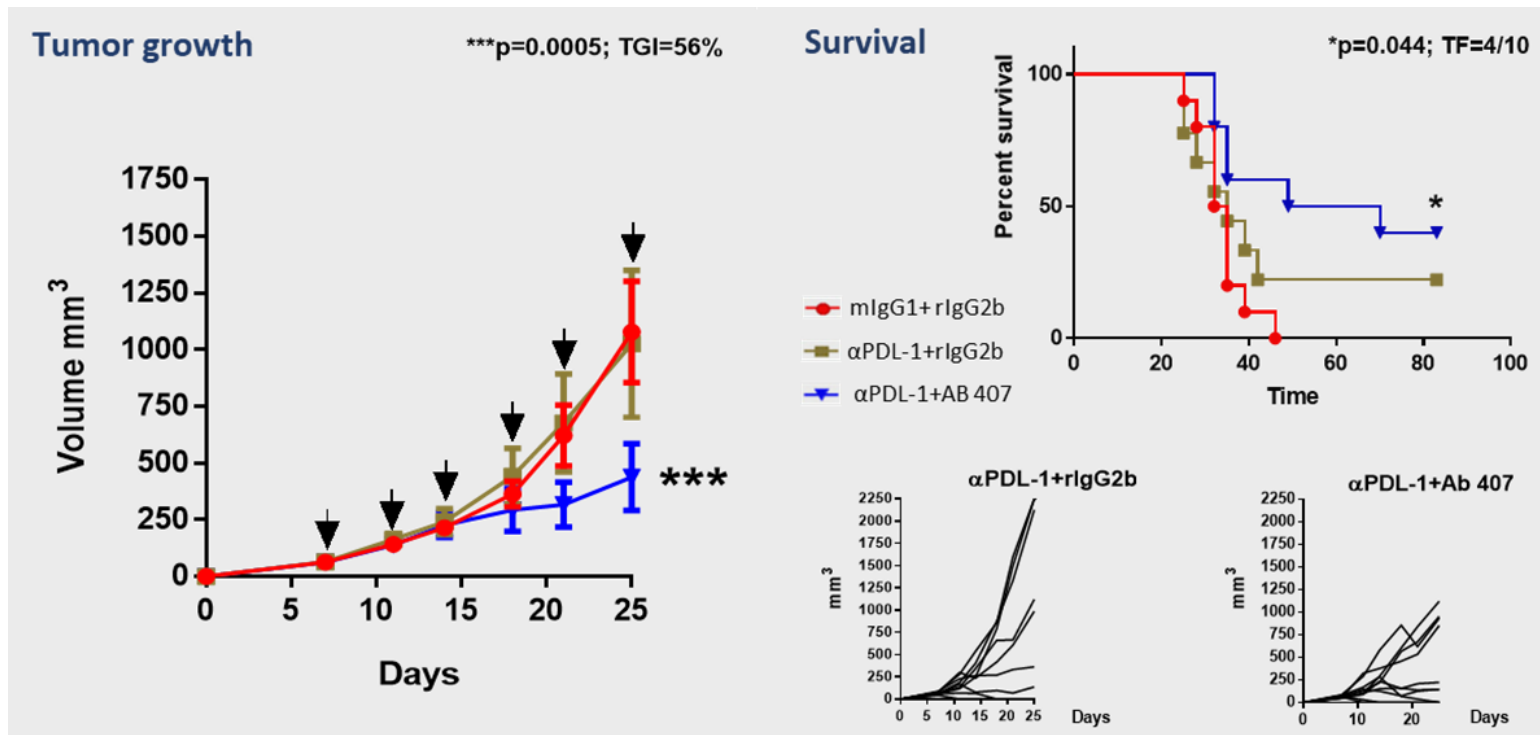 Tumor growth
***p=0.0005; TGI=56%
1750
1500
1250
1000
750
500
250
0
Volume mm³
***
0 5 10 15 20 25
Days
Survival
*p=0.044; TF=4/10
100
50
0
Percent survival
*
0 20 40 60 80 100
Time
mIgG1+ rIgG2b
αPDL-1+rIgG2b
αPDL-1+AB 407
αPDL-1+rIgG2b
2250
2000
1750
1500
1250
1000
750
500
250
0
mm³
0 5 10 15 20 25 Days
αPDL-1+Ab 407
2250
2000
1750
1500
1250
1000
750
500
250
0
mm³
0 10 20 Days